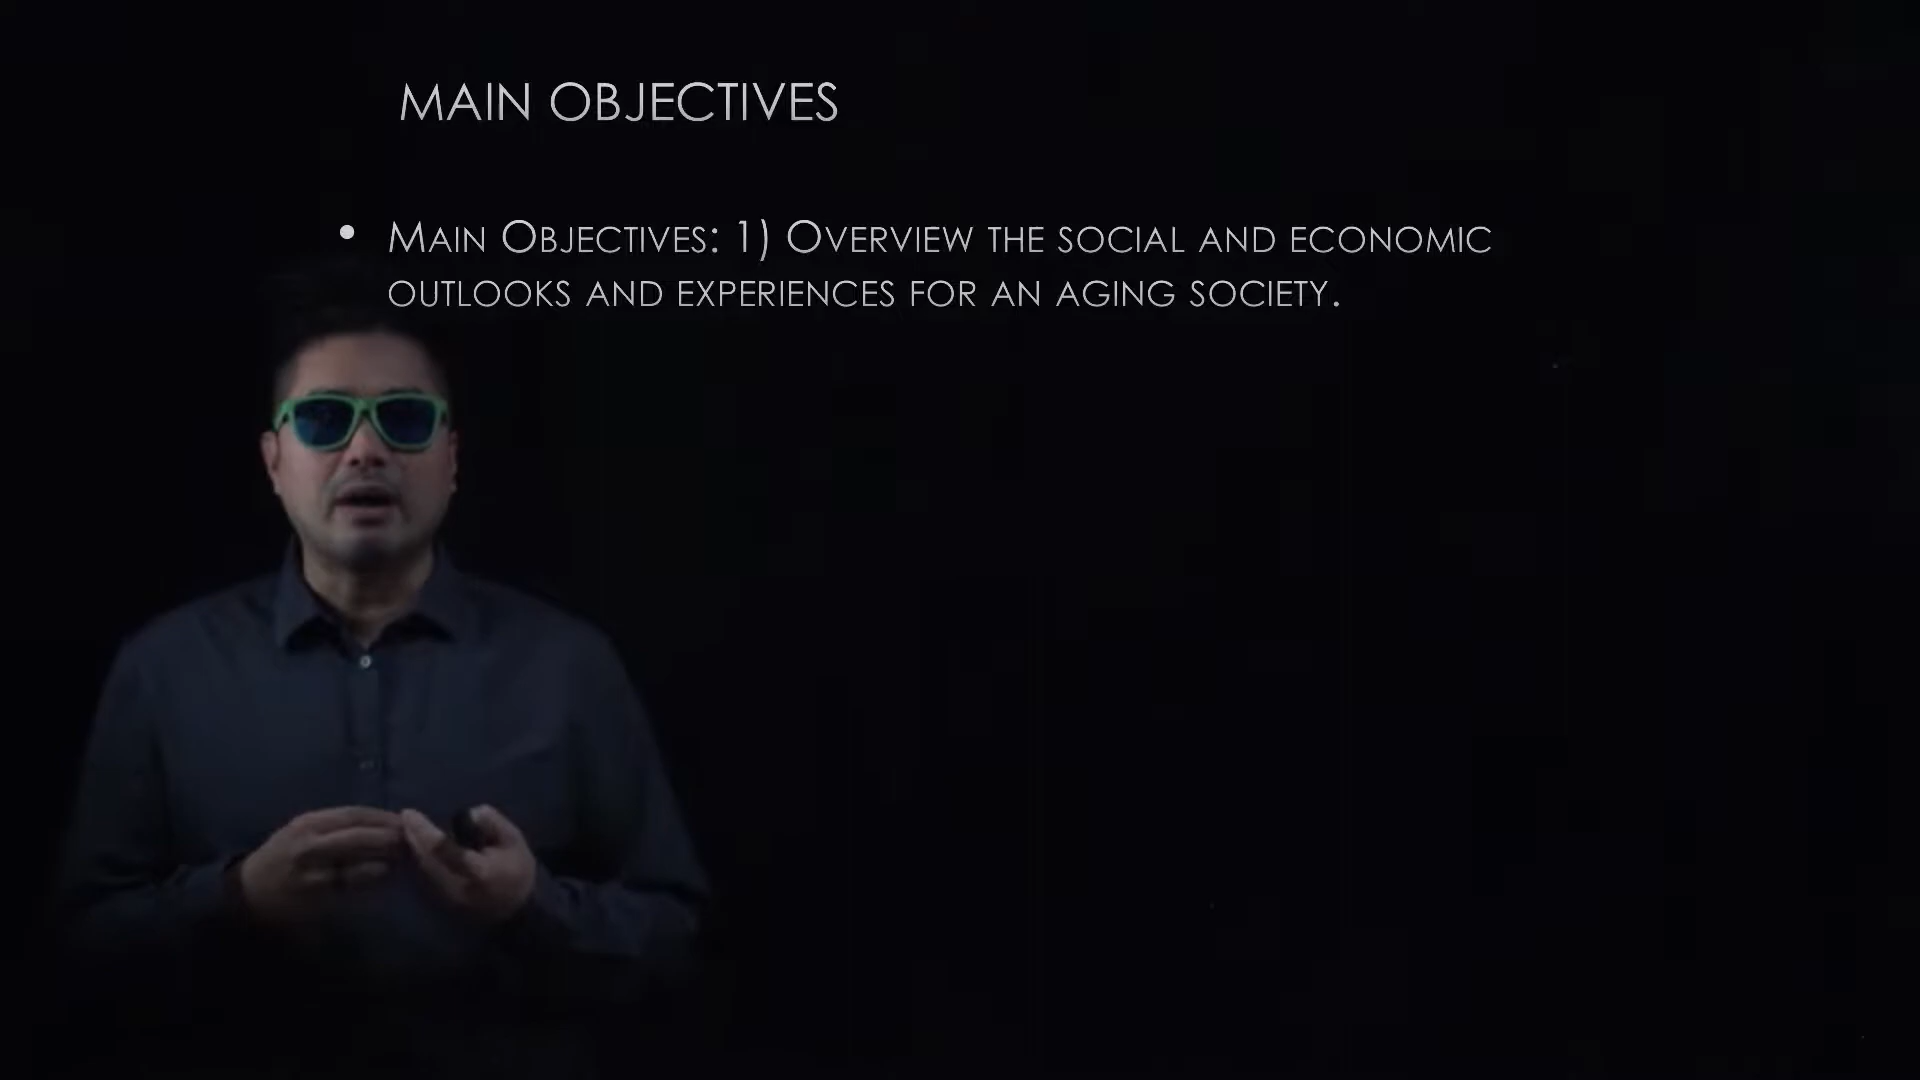 MAIN OBJECTIVES
• MAIN OBJECTIVES: 1) OVERVIEW THE SOCIAL AND ECONOMIC
OUTLOOKS AND EXPERIENCES FOR AN AGING SOCIETY.